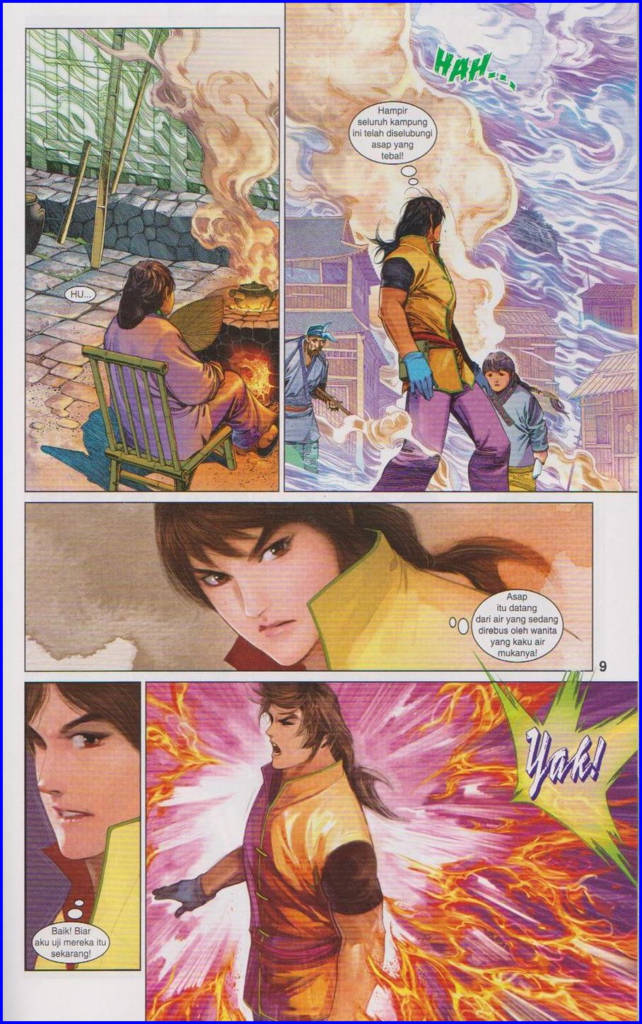 HU...
HAH...
Hampir
seluruh kampung
ini telah diselubungi
asap yang
tebal!
Asap
itu datang
dari air yang sedang
direbus oleh wanita
yang kaku air
mukanya!
9
Baik! Biar
aku uji mereka itu
sekarang!
Yak!